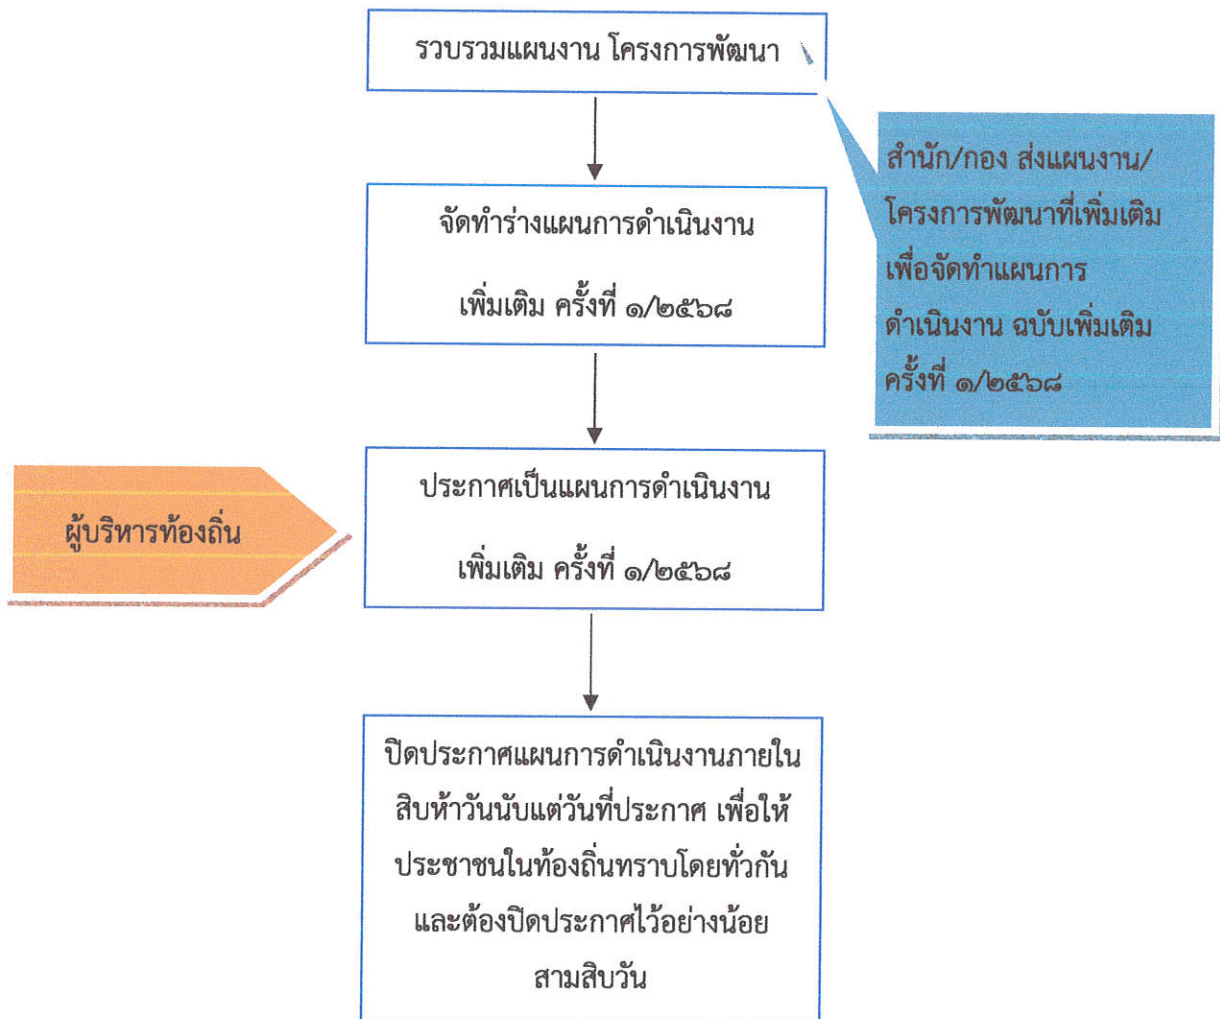 รวบรวมแผนงาน โครงการพัฒนา
สำนัก/กอง ส่งแผนงาน/
โครงการพัฒนาที่เพิ่มเติม
เพื่อจัดทำแผนการ
ดำเนินงาน ฉบับเพิ่มเติม
ครั้งที่ ๑/๒๕๖๘
จัดทำร่างแผนการดำเนินงาน
เพิ่มเติม ครั้งที่ ๑/๒๕๖๘
ผู้บริหารท้องถิ่น
ประกาศเป็นแผนการดำเนินงาน
เพิ่มเติม ครั้งที่ ๑/๒๕๖๘
ปิดประกาศแผนการดำเนินงานภายใน
สิบห้าวันนับแต่วันที่ประกาศ เพื่อให้
ประชาชนในท้องถิ่นทราบโดยทั่วกัน
และต้องปิดประกาศไว้อย่างน้อย
สามสิบวัน